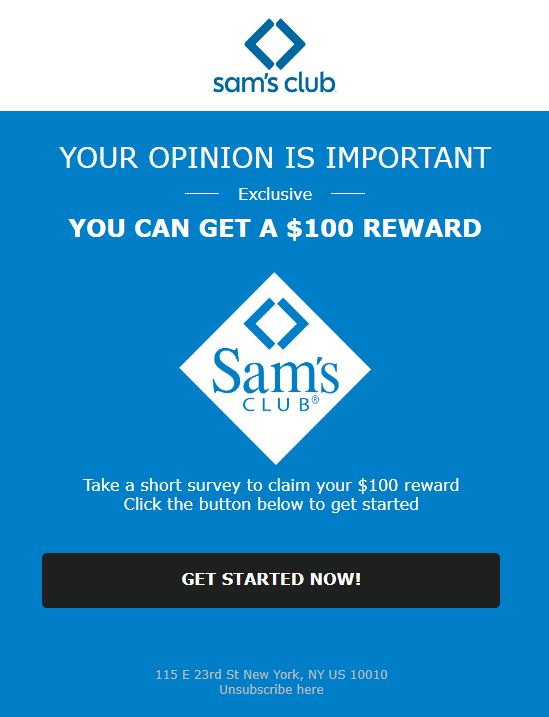 sam's club
YOUR OPINION IS IMPORTANT
Exclusive
YOU CAN GET A $100 REWARD
Sam's
CLUB®
Take a short survey to claim your $100 reward
Click the button below to get started
GET STARTED NOW!
115 E 23rd St New York, NY US 10010
Unsubscribe here